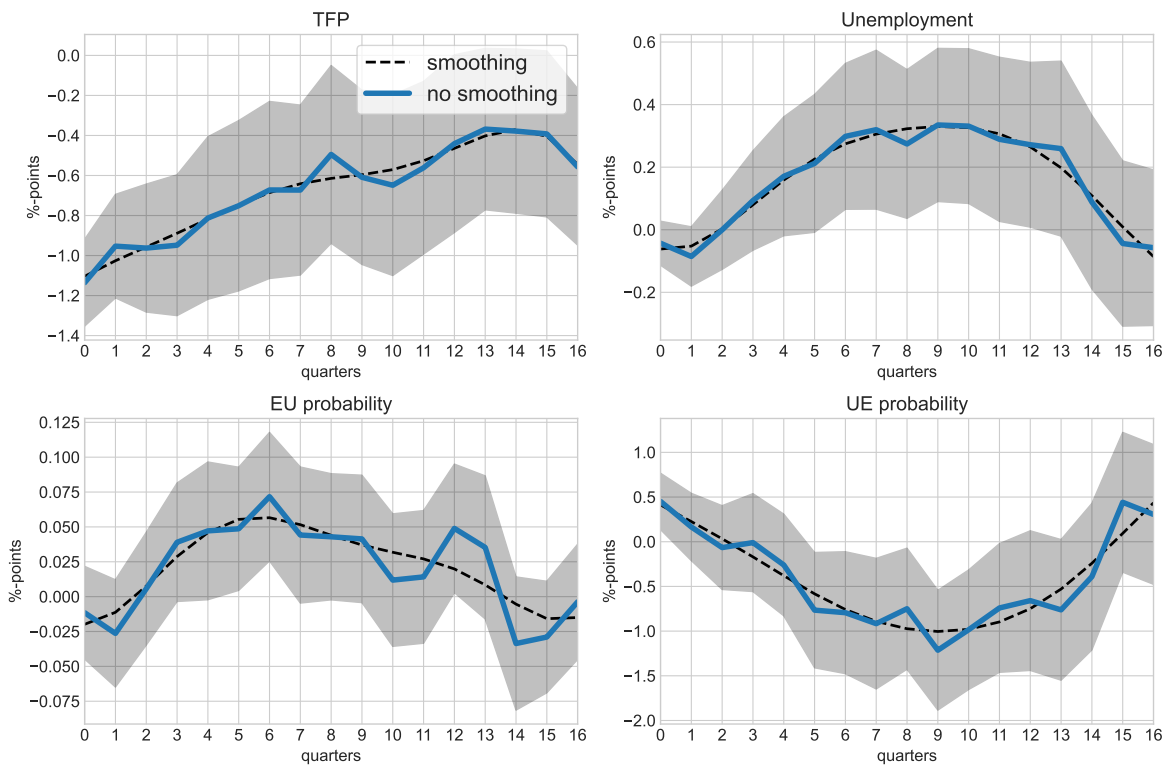 TFP
0.0
−0.2
−0.4
−0.6
−0.8
−1.0
−1.2
−1.4
%-points
smoothing
no smoothing
0 1 2 3 4 5 6 7 8 9 10 11 12 13 14 15 16
quarters
Unemployment
0.6
0.4
0.2
0.0
−0.2
%-points
0 1 2 3 4 5 6 7 8 9 10 11 12 13 14 15 16
quarters
EU probability
0.125
0.100
0.075
0.050
0.025
0.000
−0.025
−0.050
−0.075
%-points
0 1 2 3 4 5 6 7 8 9 10 11 12 13 14 15 16
quarters
UE probability
1.0
0.5
0.0
−0.5
−1.0
−1.5
−2.0
%-points
0 1 2 3 4 5 6 7 8 9 10 11 12 13 14 15 16
quarters